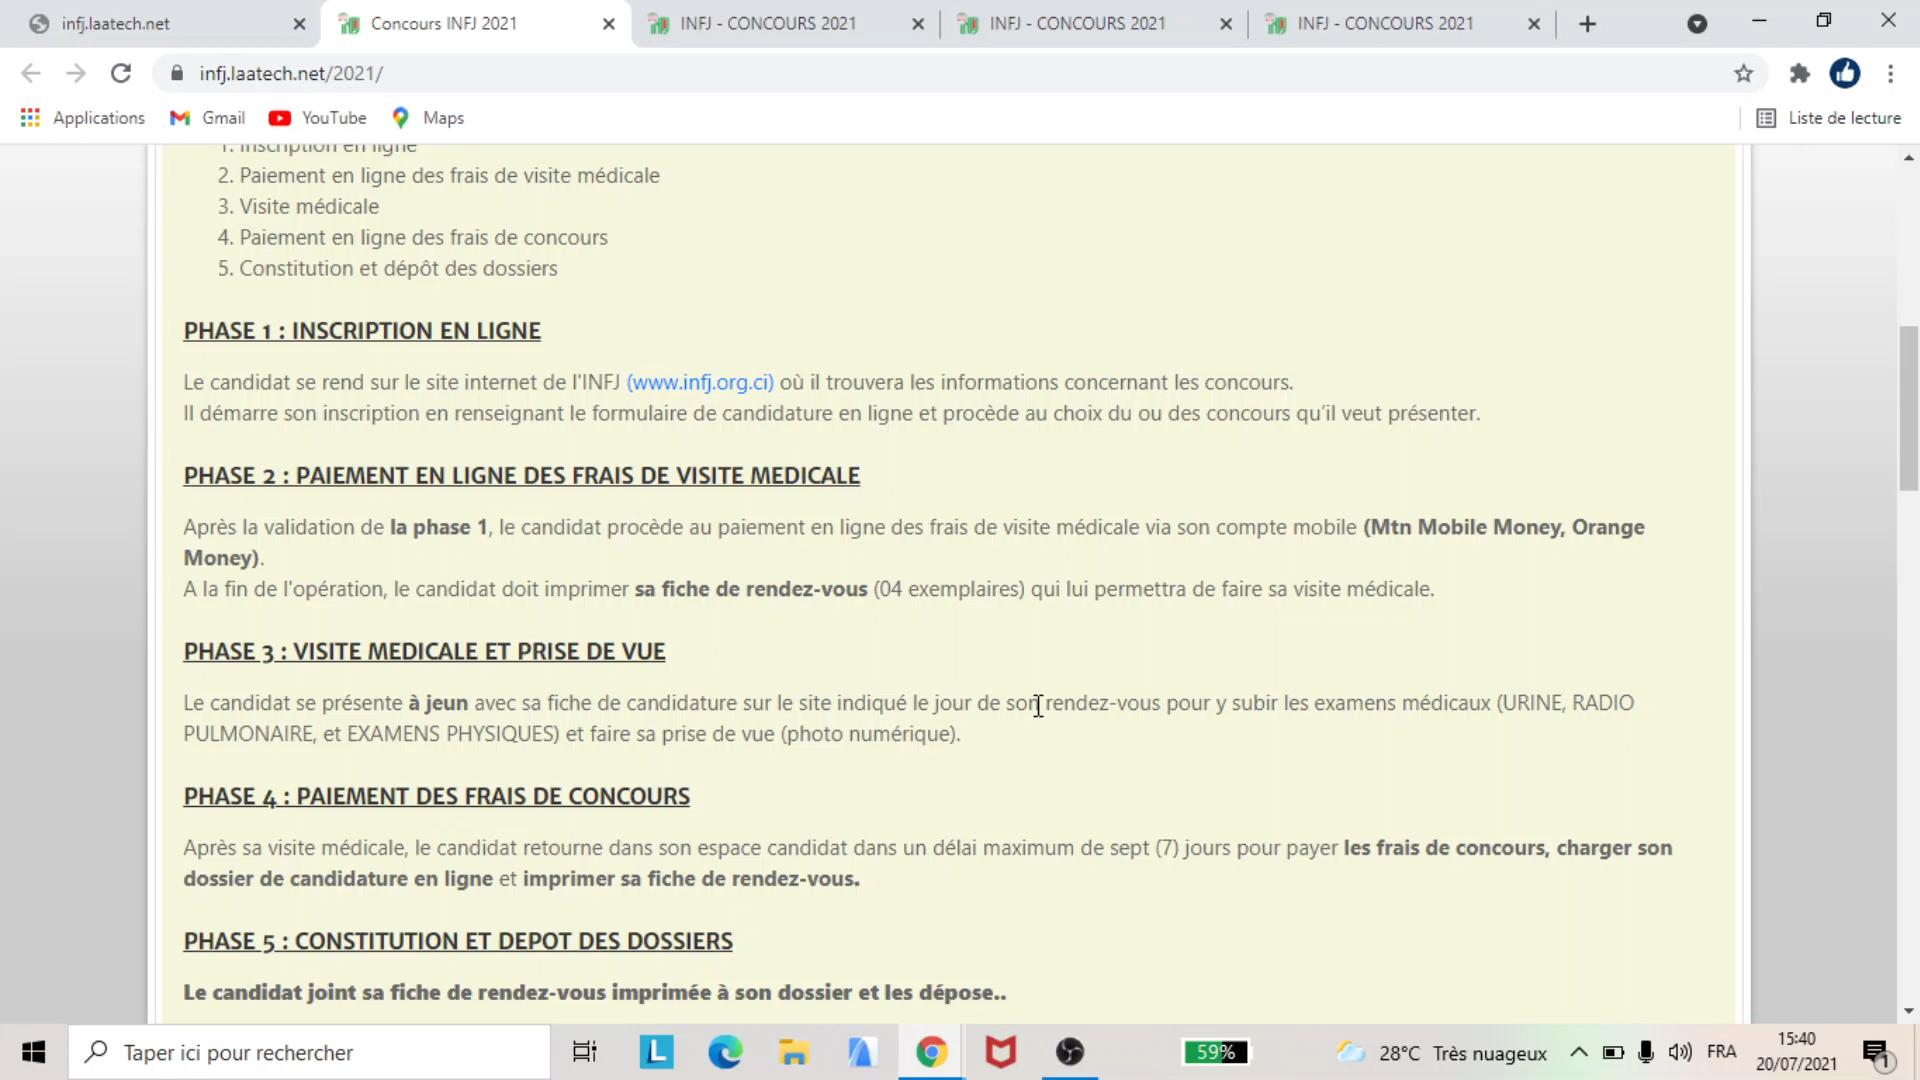 infj.laatech.net
Concours INFJ 2021
INFJ - CONCOURS 2021
INFJ - CONCOURS 2021
INFJ - CONCOURS 2021
infj.laatech.net/2021/
Applications
Gmail
YouTube
Maps
Liste de lecture
1. Inscription en ligne
2. Paiement en ligne des frais de visite médicale
3. Visite médicale
4. Paiement en ligne des frais de concours
5. Constitution et dépôt des dossiers
PHASE 1 : INSCRIPTION EN LIGNE
Le candidat se rend sur le site internet de l'INFJ (www.infj.org.ci) où il trouvera les informations concernant les concours.
Il démarre son inscription en renseignant le formulaire de candidature en ligne et procède au choix du ou des concours qu’il veut présenter.
PHASE 2 : PAIEMENT EN LIGNE DES FRAIS DE VISITE MEDICALE
Après la validation de la phase 1, le candidat procède au paiement en ligne des frais de visite médicale via son compte mobile (Mtn Mobile Money, Orange
Money).
A la fin de l'opération, le candidat doit imprimer sa fiche de rendez-vous (04 exemplaires) qui lui permettra de faire sa visite médicale.
PHASE 3 : VISITE MEDICALE ET PRISE DE VUE
Le candidat se présente à jeun avec sa fiche de candidature sur le site indiqué le jour de son rendez-vous pour y subir les examens médicaux (URINE, RADIO
PULMONAIRE, et EXAMENS PHYSIQUES) et faire sa prise de vue (photo numérique).
PHASE 4 : PAIEMENT DES FRAIS DE CONCOURS
Après sa visite médicale, le candidat retourne dans son espace candidat dans un délai maximum de sept (7) jours pour payer les frais de concours, charger son
dossier de candidature en ligne et imprimer sa fiche de rendez-vous.
PHASE 5 : CONSTITUTION ET DEPOT DES DOSSIERS
Le candidat joint sa fiche de rendez-vous imprimée à son dossier et les dépose..
Taper ici pour rechercher
L
59%
28°C Très nuageux
FRA
15:40
20/07/2021
1